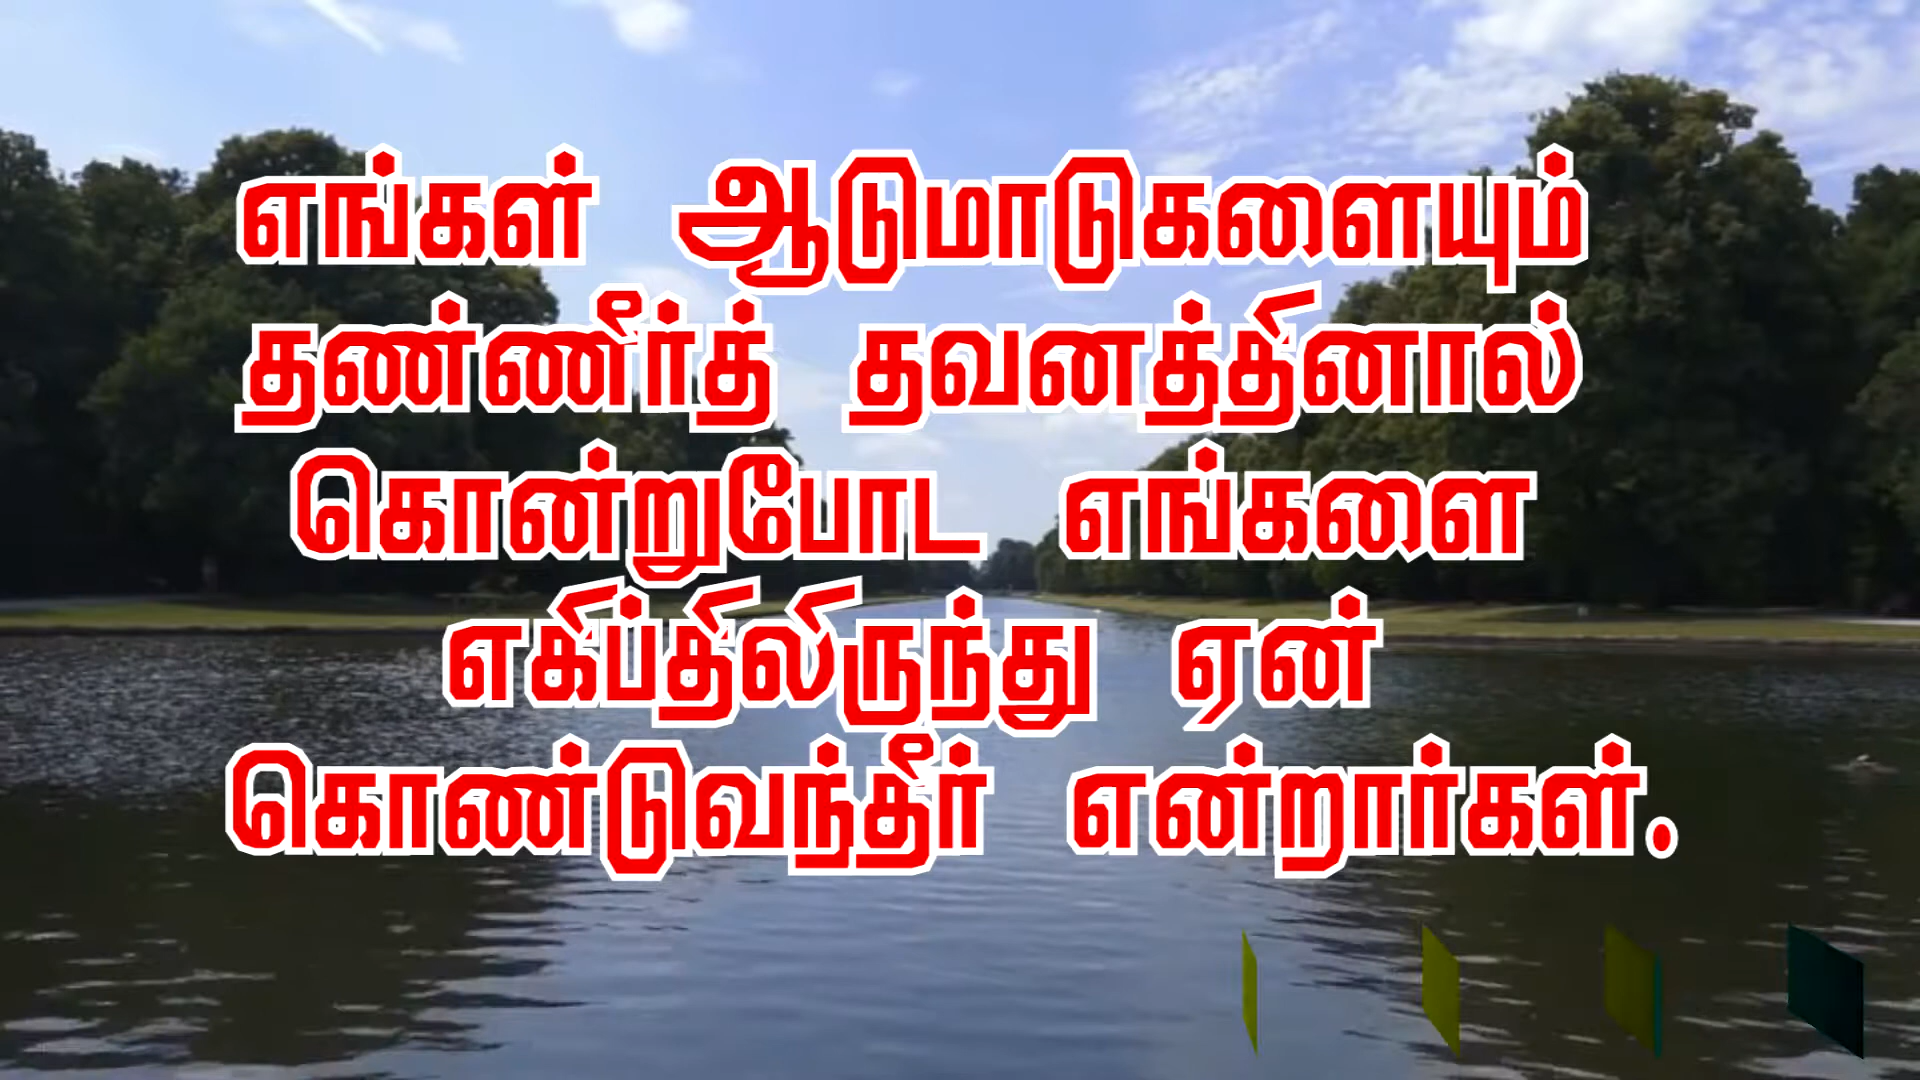 எங்கள் ஆடுமாடுகளையும்
தண்ணீர்த் தவனத்தினால்
கொன்றுபோட எங்களை
எகிப்திலிருந்து ஏன்
கொண்டுவந்தீர் என்றார்கள்.